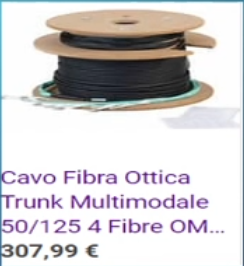 Cavo Fibra Ottica
Trunk Multimodale
50/125 4 Fibre OM...
307,99 €